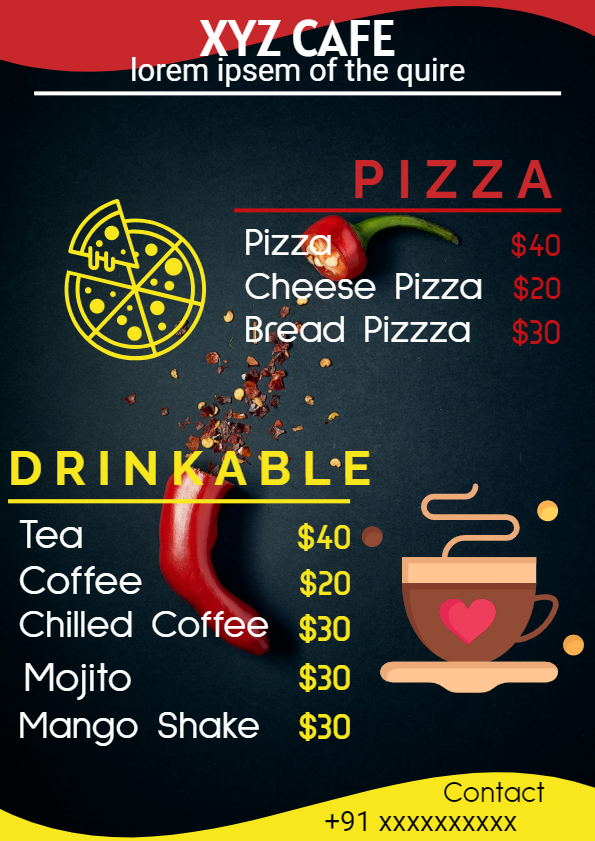 XYZ CAFE
lorem ipsem of the quire
PIZZA
Pizza $40
Cheese Pizza $20
Bread Pizzza $30
DRINKABLE
Tea $40
Coffee $20
Chilled Coffee $30
Mojito $30
Mango Shake $30
Contact
+91 xxxxxxxxxx